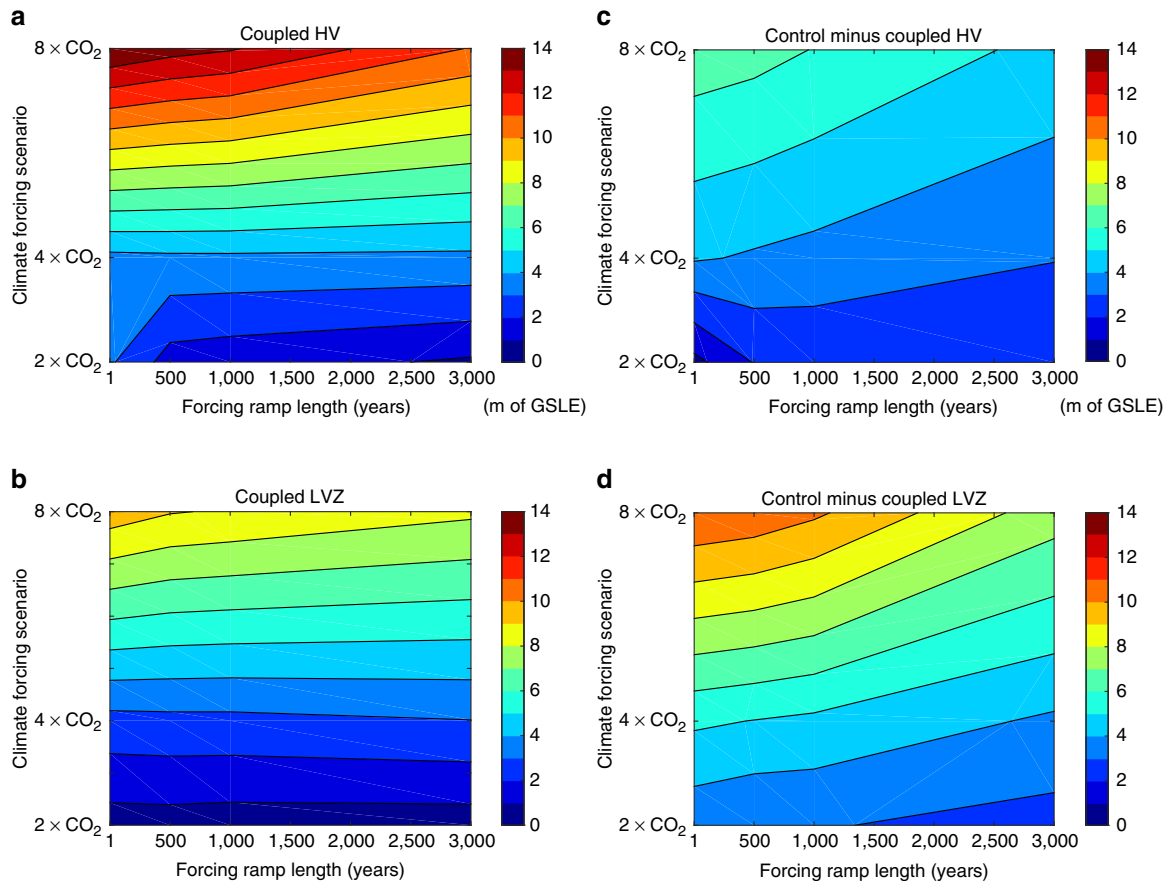 a
Coupled HV
8 × CO2
4 × CO2
2 × CO2
Climate forcing scenario
1 500 1,000 1,500 2,000 2,500 3,000
Forcing ramp length (years)
14
12
10
8
6
4
2
0
(m of GSLE)
c
Control minus coupled HV
8 × CO2
4 × CO2
2 × CO2
Climate forcing scenario
1 500 1,000 1,500 2,000 2,500 3,000
Forcing ramp length (years)
14
12
10
8
6
4
2
0
(m of GSLE)
b
Coupled LVZ
8 × CO2
4 × CO2
2 × CO2
Climate forcing scenario
1 500 1,000 1,500 2,000 2,500 3,000
Forcing ramp length (years)
14
12
10
8
6
4
2
0
d
Control minus coupled LVZ
8 × CO2
4 × CO2
2 × CO2
Climate forcing scenario
1 500 1,000 1,500 2,000 2,500 3,000
Forcing ramp length (years)
14
12
10
8
6
4
2
0